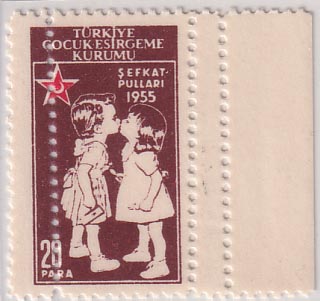 TÜRKİYE
ÇOCUK ESİRGEME
KURUMU
ŞEFKAT-
PULLARI
1955
20
PARA